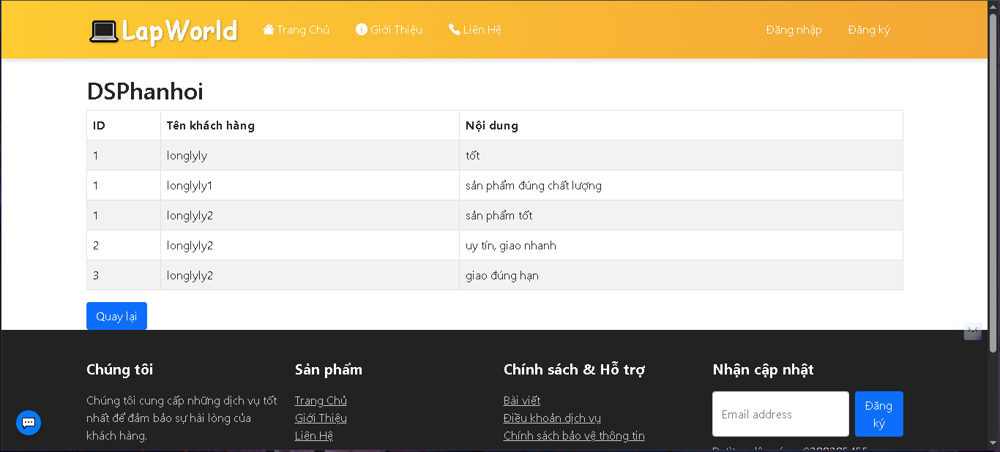 LapWorld Trang Chủ Giới Thiệu Liên Hệ Đăng nhập Đăng ký
DSPhanhoi
ID Tên khách hàng Nội dung
1 longlyly tốt
1 longlyly1 sản phẩm đúng chất lượng
1 longlyly2 sản phẩm tốt
2 longlyly2 uy tín, giao nhanh
3 longlyly2 giao đúng hạn
Quay lại
Chúng tôi
Chúng tôi cung cấp những dịch vụ tốt
nhất để đảm bảo sự hài lòng của
khách hàng.
Sản phẩm
Trang Chủ
Giới Thiệu
Liên Hệ
Chính sách & Hỗ trợ
Bài viết
Điều khoản dịch vụ
Chính sách bảo vệ thông tin
Nhận cập nhật
Email address
Đăng
ký